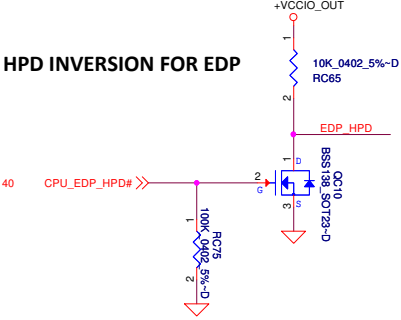 +VCCIO_OUT
1
HPD INVERSION FOR EDP
10K_0402_5%~D
RC65
2
EDP_HPD
1
D
QC10
BSS138_SOT23~D
40
CPU_EDP_HPD#
2
G
S
3
1
RC75
100K_0402_5%~D
2